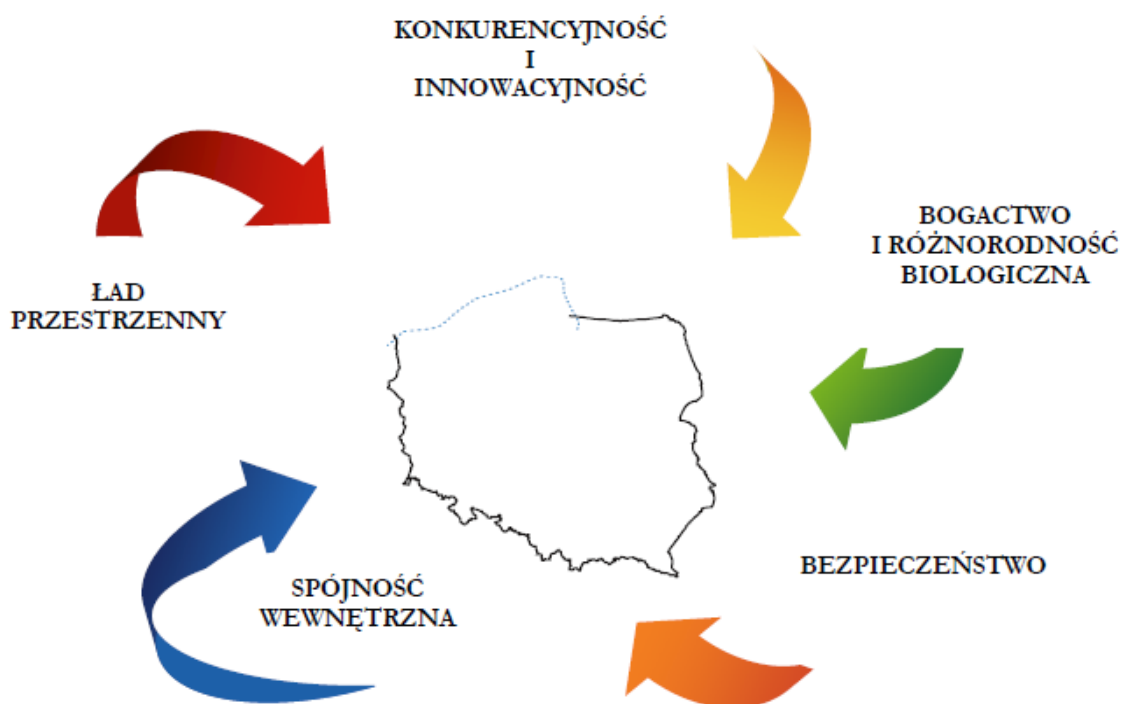 KONKURENCYJNOŚĆ
I
INNOWACYJNOŚĆ
BOGACTWO
I RÓŻNORODNOŚĆ
BIOLOGICZNA
ŁAD
PRZESTRZENNY
BEZPIECZEŃSTWO
SPÓJNOŚĆ
WEWNĘTRZNA